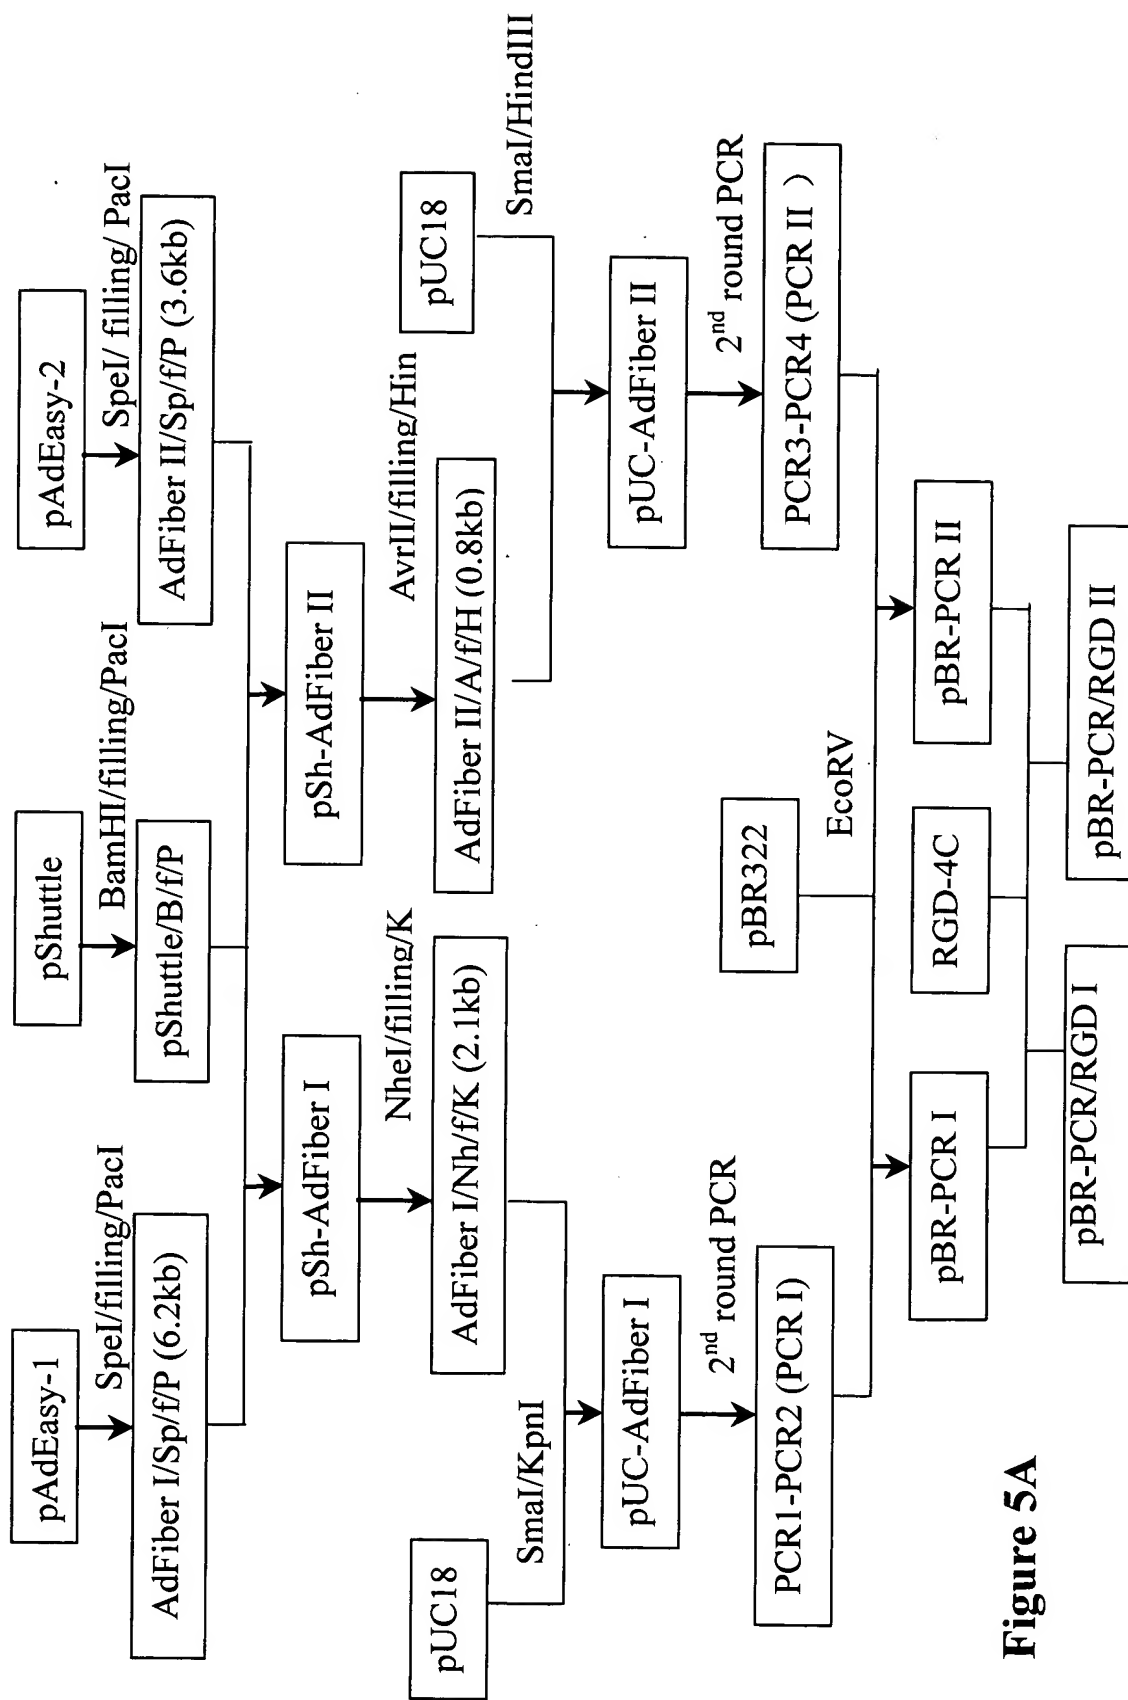 pAdEasy-1
pShuttle
pAdEasy-2
SpeI/filling/PacI
BamHI/filling/PacI
SpeI/ filling/ PacI
AdFiber I/Sp/f/P (6.2kb)
pShuttle/B/f/P
AdFiber II/Sp/f/P (3.6kb)
pSh-AdFiber I
pSh-AdFiber II
NheI/filling/K
AvrII/filling/Hin
pUC18
AdFiber I/Nh/f/K (2.1kb)
AdFiber II/A/f/H (0.8kb)
pUC18
SmaI/KpnI
SmaI/HindIII
pUC-AdFiber I
pUC-AdFiber II
2nd round PCR
2nd round PCR
PCR1-PCR2 (PCR I)
pBR322
PCR3-PCR4 (PCR II )
EcoRV
pBR-PCR I
RGD-4C
pBR-PCR II
pBR-PCR/RGD I
pBR-PCR/RGD II
Figure 5A